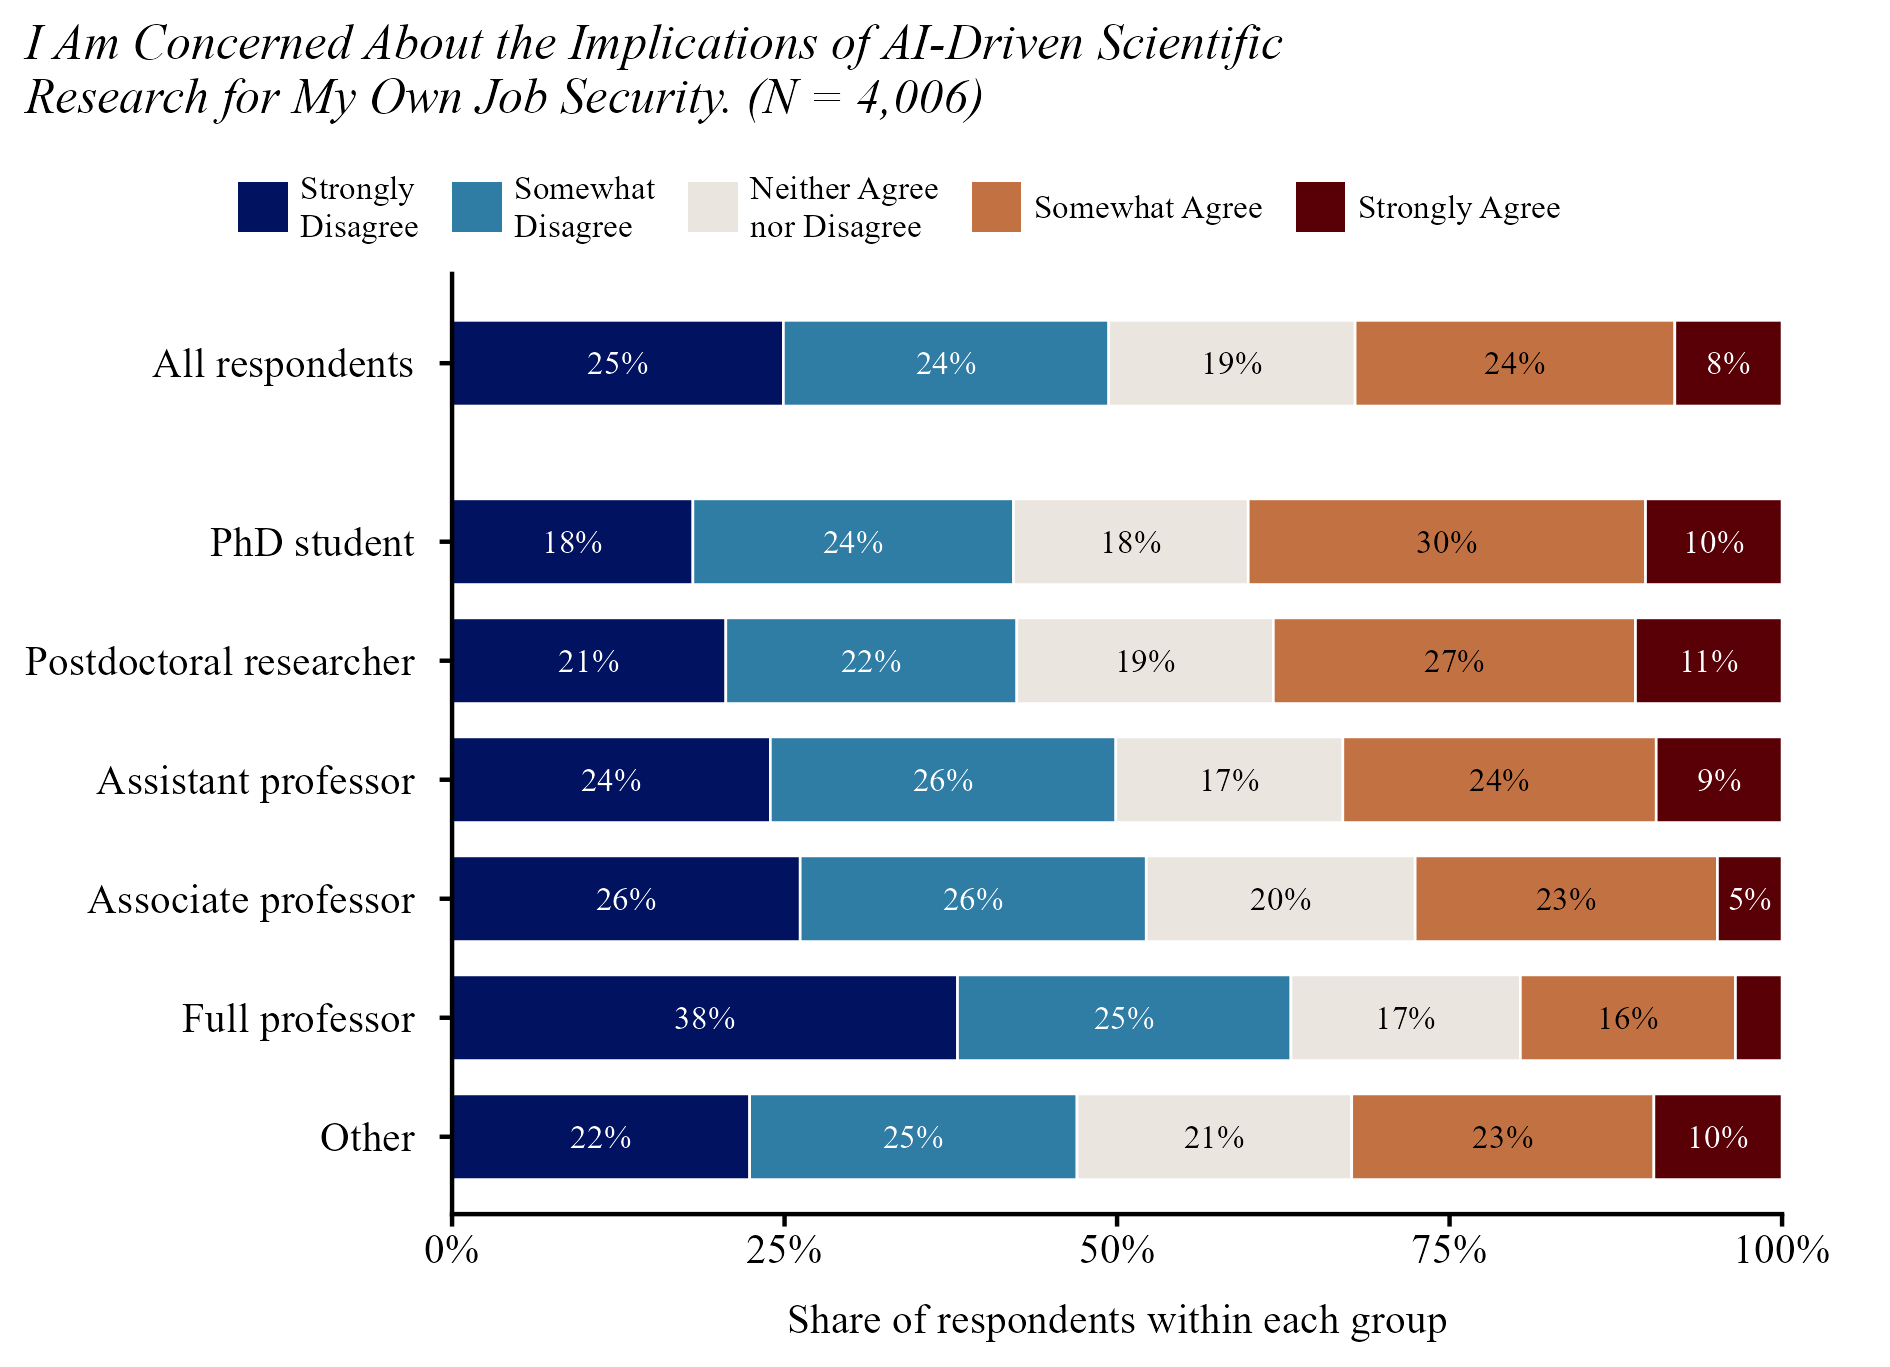 I Am Concerned About the Implications of AI-Driven Scientific
Research for My Own Job Security. (N = 4,006)
Strongly
Disagree
Somewhat
Disagree
Neither Agree
nor Disagree
Somewhat Agree
Strongly Agree
All respondents
25% 24% 19% 24% 8%
PhD student
18% 24% 18% 30% 10%
Postdoctoral researcher
21% 22% 19% 27% 11%
Assistant professor
24% 26% 17% 24% 9%
Associate professor
26% 26% 20% 23% 5%
Full professor
38% 25% 17% 16%
Other
22% 25% 21% 23% 10%
0% 25% 50% 75% 100%
Share of respondents within each group